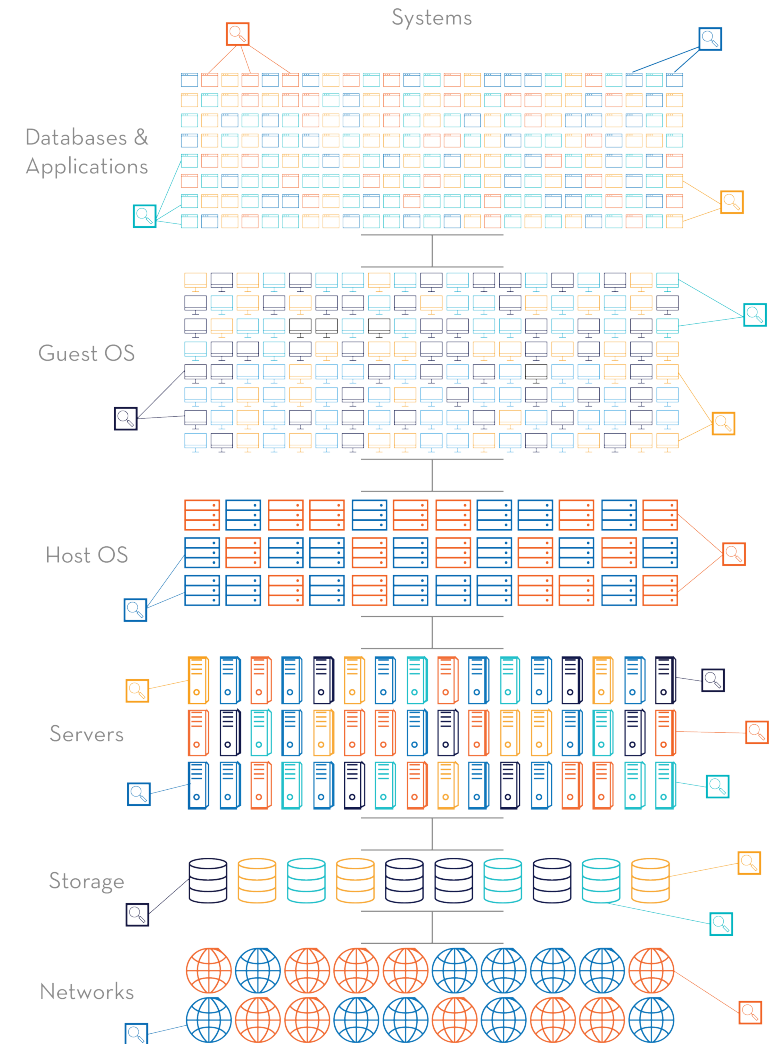 Systems
Databases &
Applications
Guest OS
Host OS
Servers
Storage
Networks